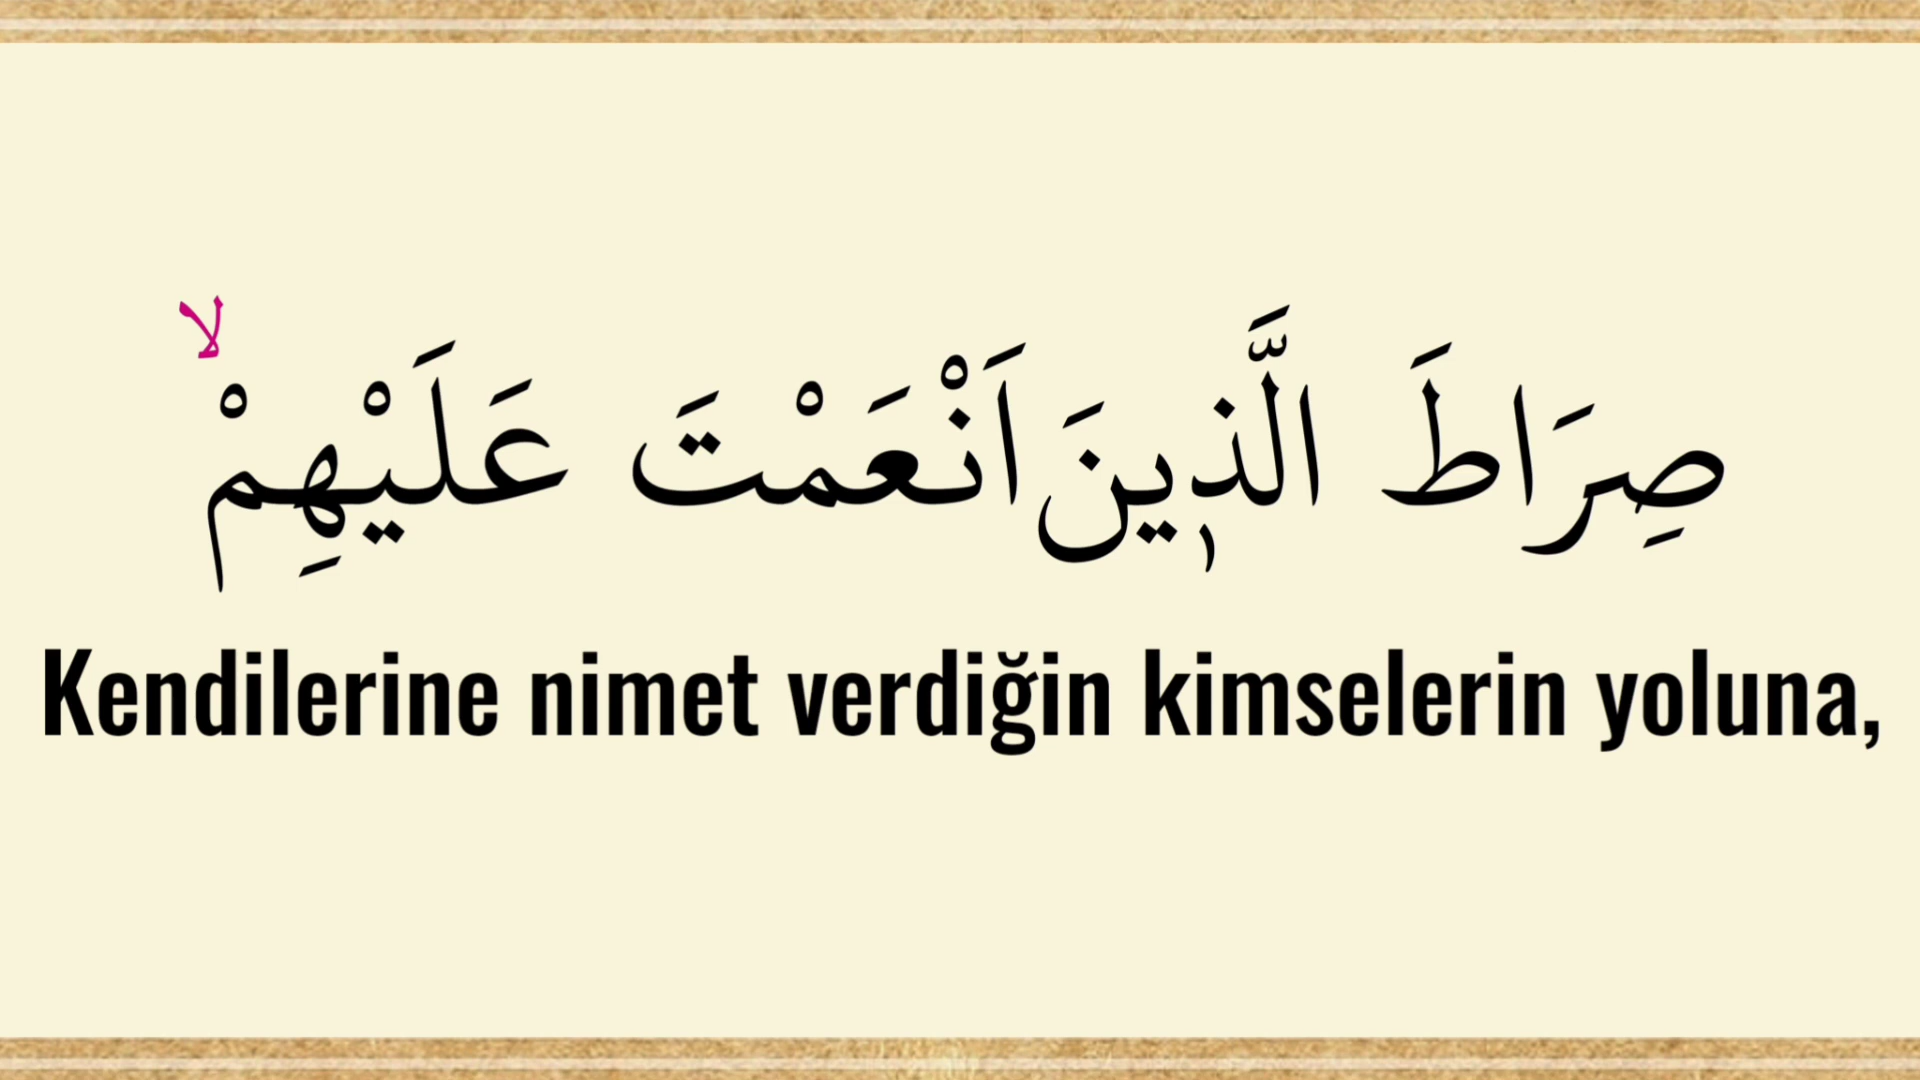 صِرَاطَ الَّذ۪ينَ اَنْعَمْتَ عَلَيْهِمْۙ
Kendilerine nimet verdiğin kimselerin yoluna,